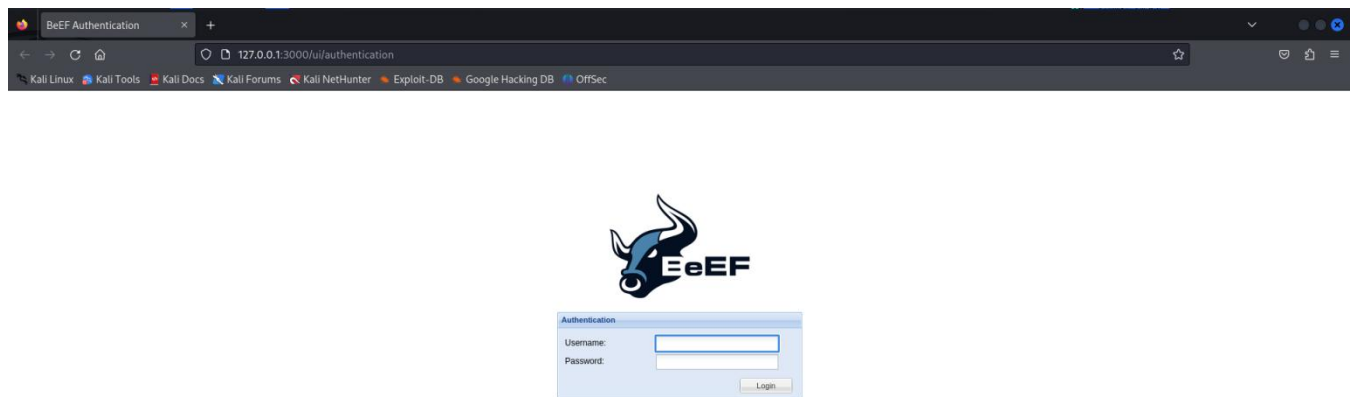 BeEF Authentication
127.0.0.1:3000/ui/authentication
Kali Linux Kali Tools Kali Docs Kali Forums Kali NetHunter Exploit-DB Google Hacking DB OffSec
BeEF
Authentication
Username:
Password:
Login